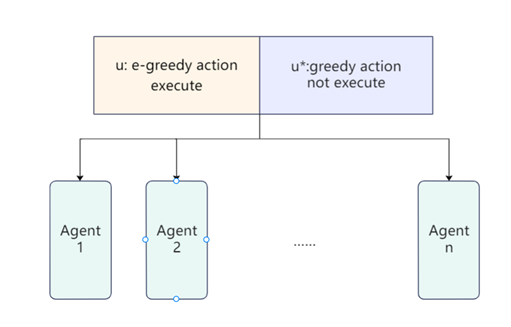 u: e-greedy action
execute
u*:greedy action
not execute
Agent
1
Agent
2
......
Agent
n